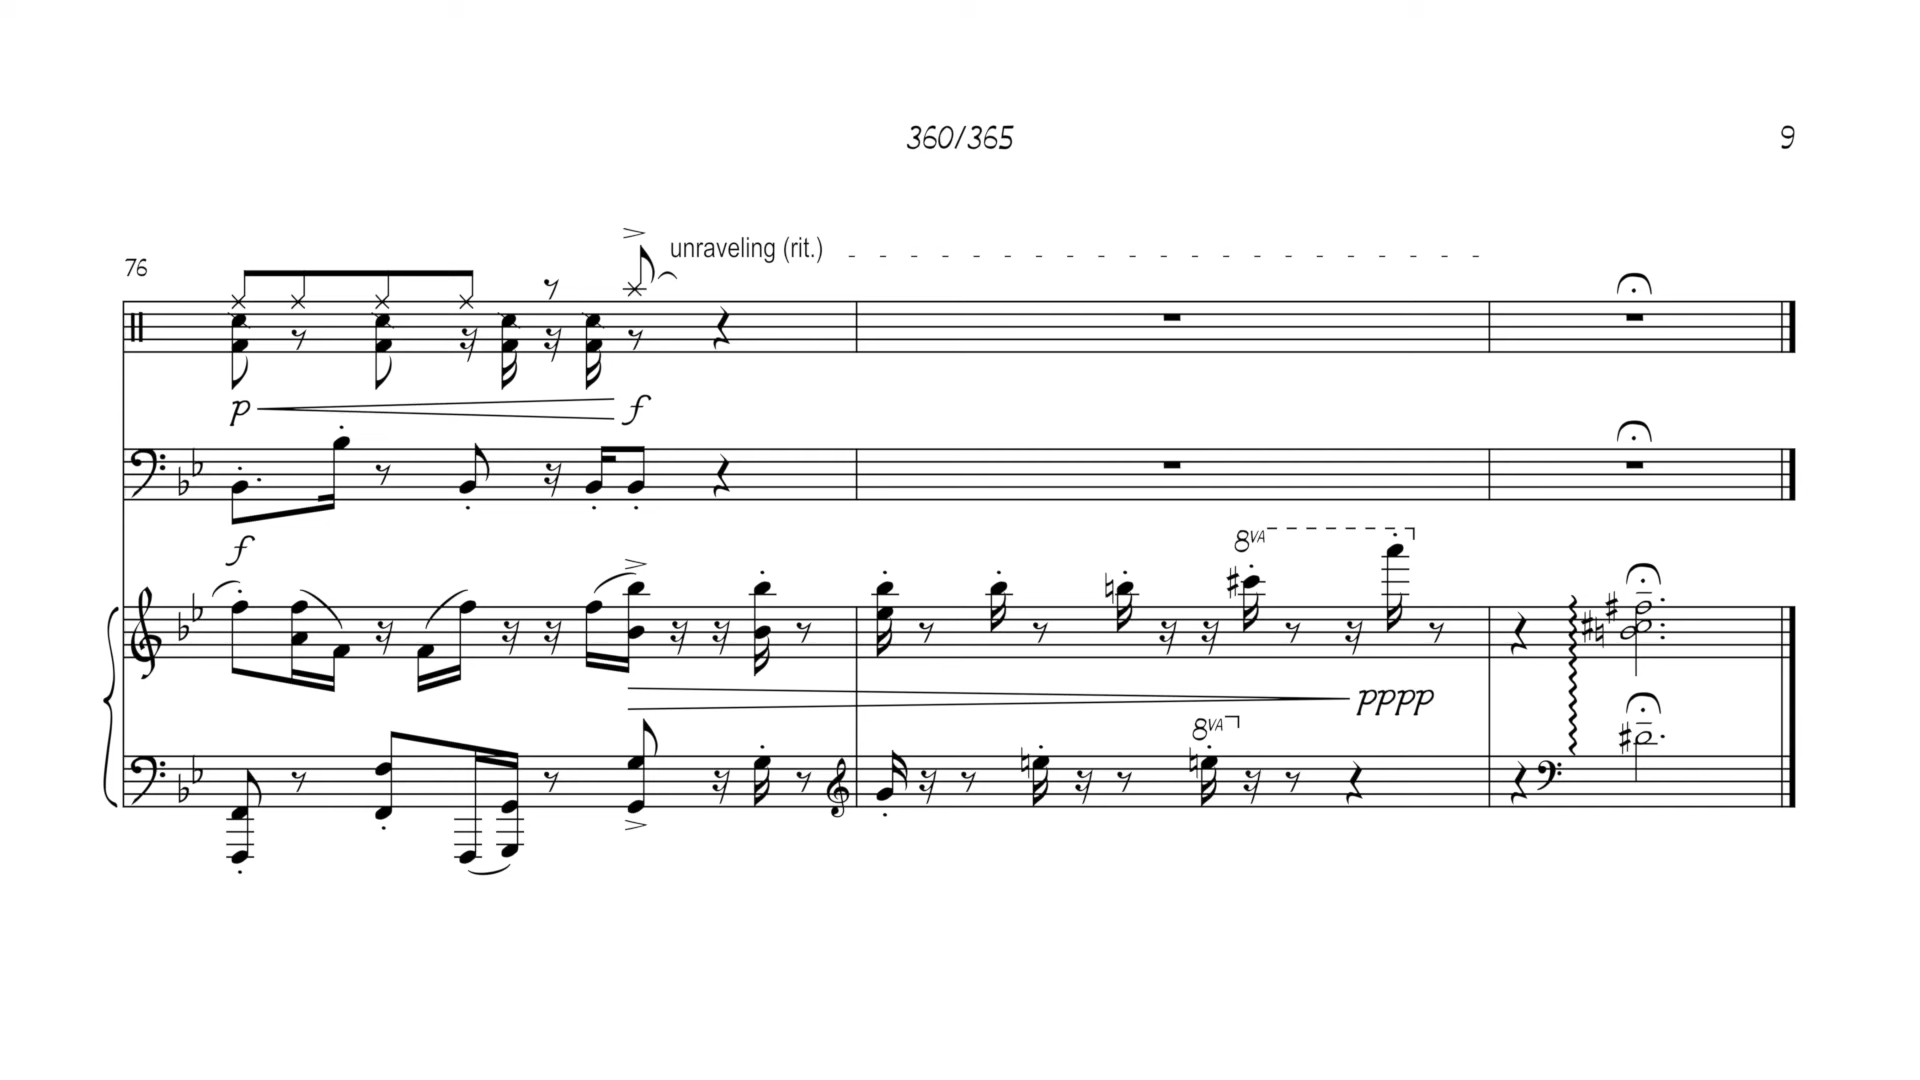 360/365
9
unraveling (rit.)
76
p
f
f
8VA
pppp
8VA